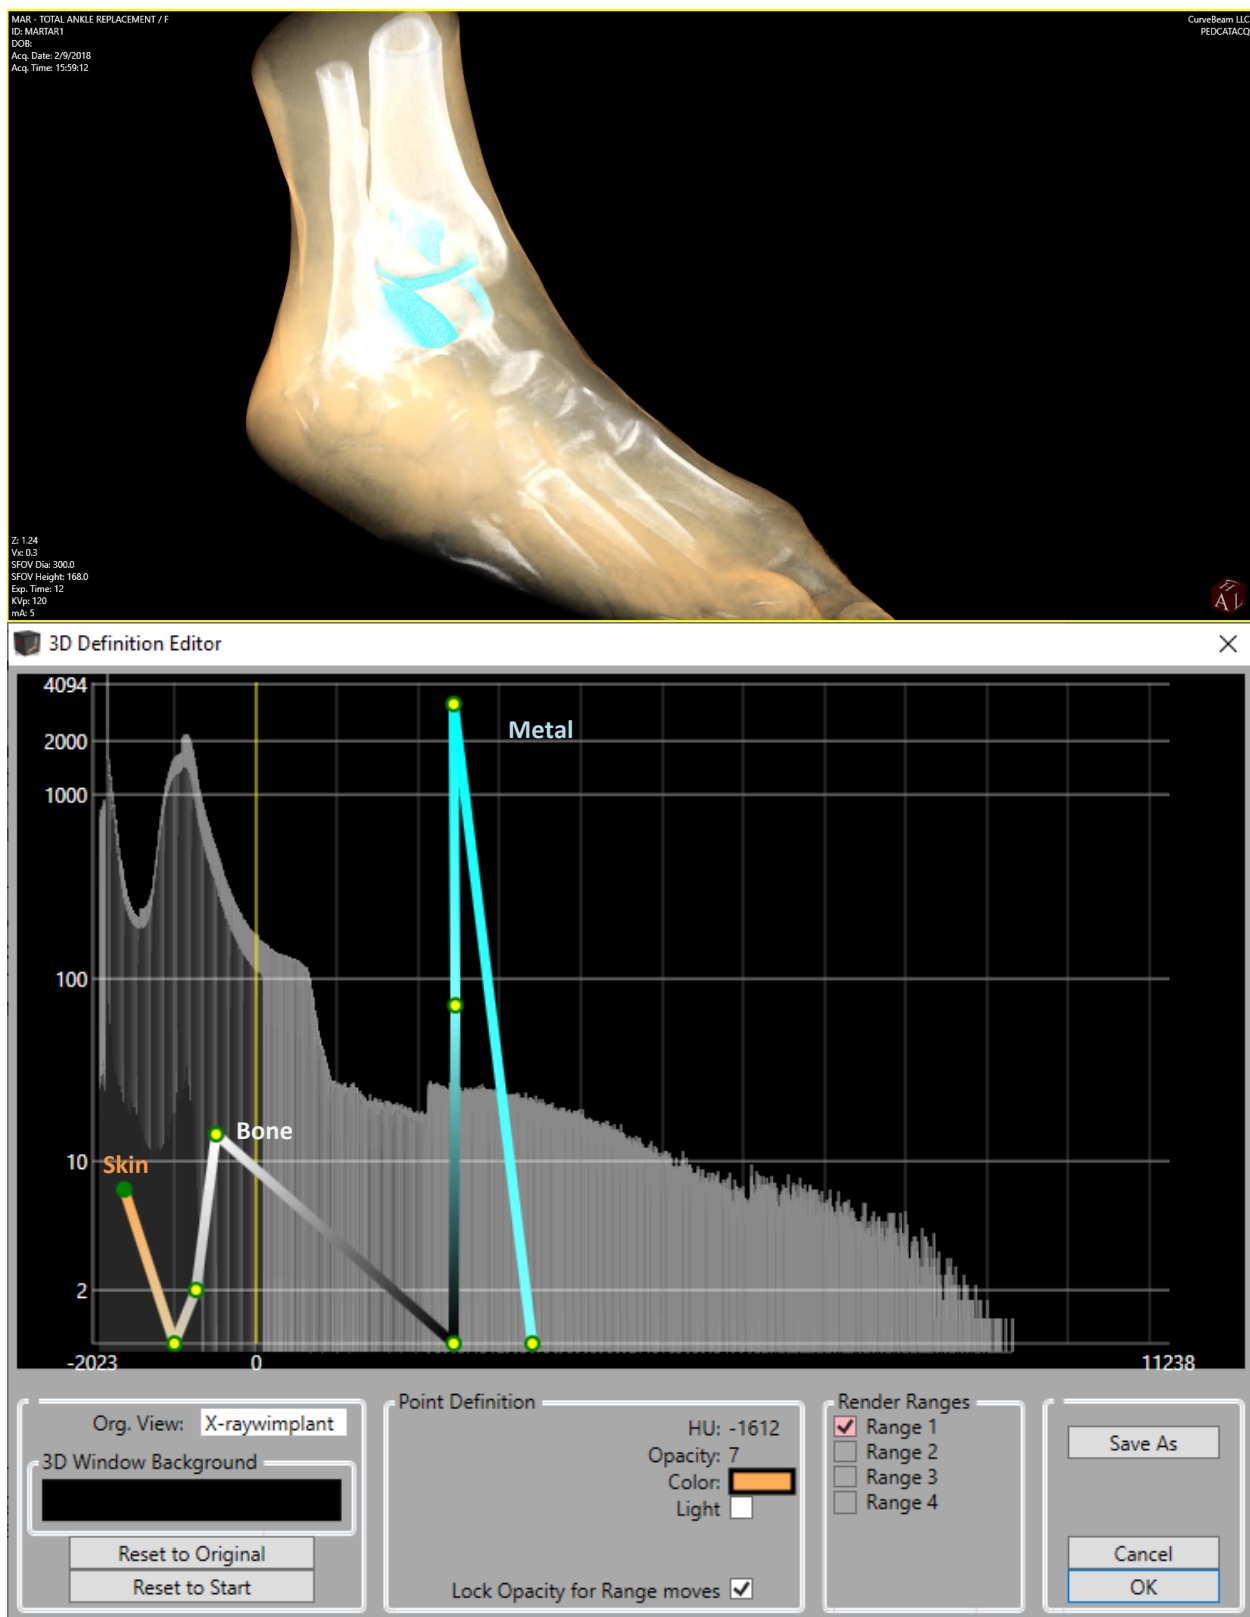 MAR - TOTAL ANKLE REPLACEMENT / F
ID: MARTAR1
DOB:
Acq. Date: 2/9/2018
Acq. Time: 15:59:12
CurveBeam LLC
PEDCATACQ
Z: 1.24
Vx: 0.3
SFOV Dia: 300.0
SFOV Height: 168.0
Exp. Time: 12
KVp: 120
mA: 5
H
A L
3D Definition Editor
4094
2000
1000
100
10
2
-2023
0
11238
Metal
Bone
Skin
Org. View: X-raywimplant
3D Window Background
Reset to Original
Reset to Start
Point Definition
HU: -1612
Opacity: 7
Color:
Light
Lock Opacity for Range moves
Render Ranges
Range 1
Range 2
Range 3
Range 4
Save As
Cancel
OK